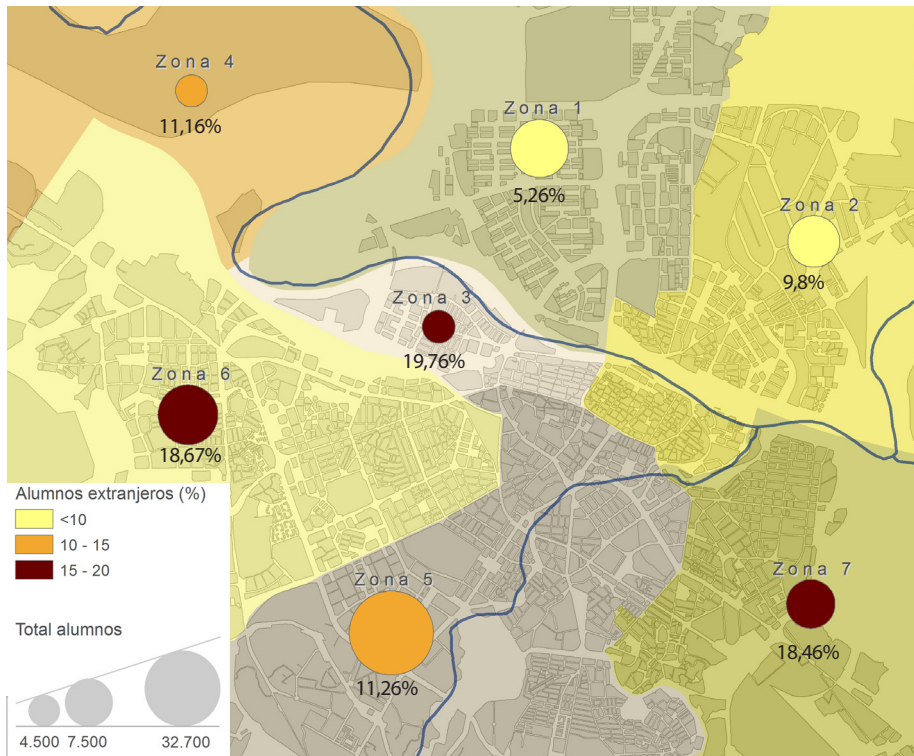 Zona 4
11,16%
Zona 1
5,26%
Zona 2
9,8%
Zona 3
19,76%
Zona 6
18,67%
Alumnos extranjeros (%)
<10
10 - 15
15 - 20
Zona 5
11,26%
Zona 7
18,46%
Total alumnos
4.500 7.500 32.700